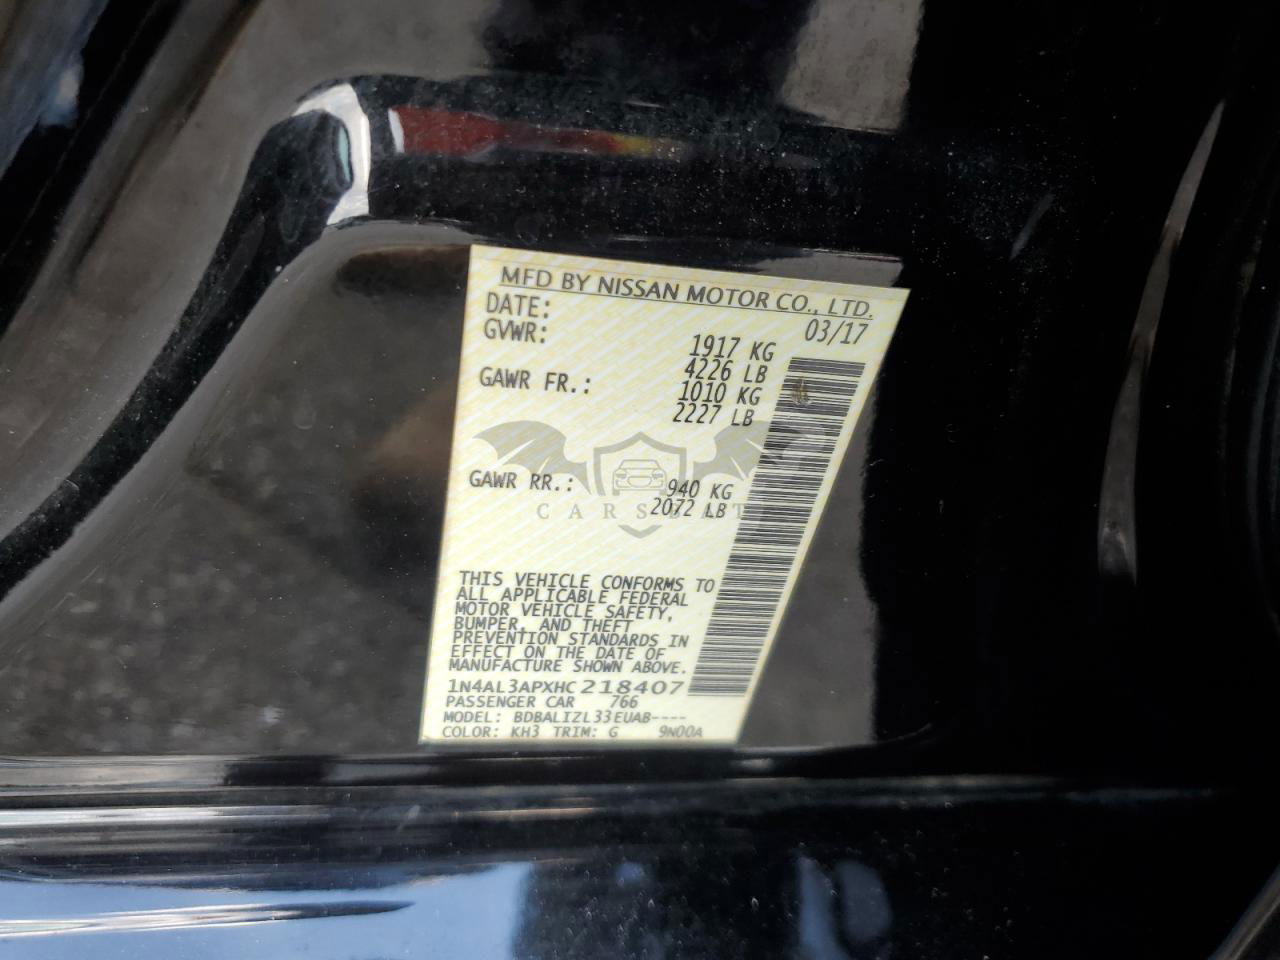 MFD BY NISSAN MOTOR CO., LTD.
DATE: 03/17
GVWR: 1917 KG
4226 LB
GAWR FR.: 1010 KG
2227 LB
GAWR RR.: 940 KG
2072 LB
CARSBAT
THIS VEHICLE CONFORMS TO
ALL APPLICABLE FEDERAL
MOTOR VEHICLE SAFETY,
BUMPER, AND THEFT
PREVENTION STANDARDS IN
EFFECT ON THE DATE OF
MANUFACTURE SHOWN ABOVE.
1N4AL3APXHC218407
PASSENGER CAR 766
MODEL: BDBALIZL33EUAB----
COLOR: KH3 TRIM: G 9N00A